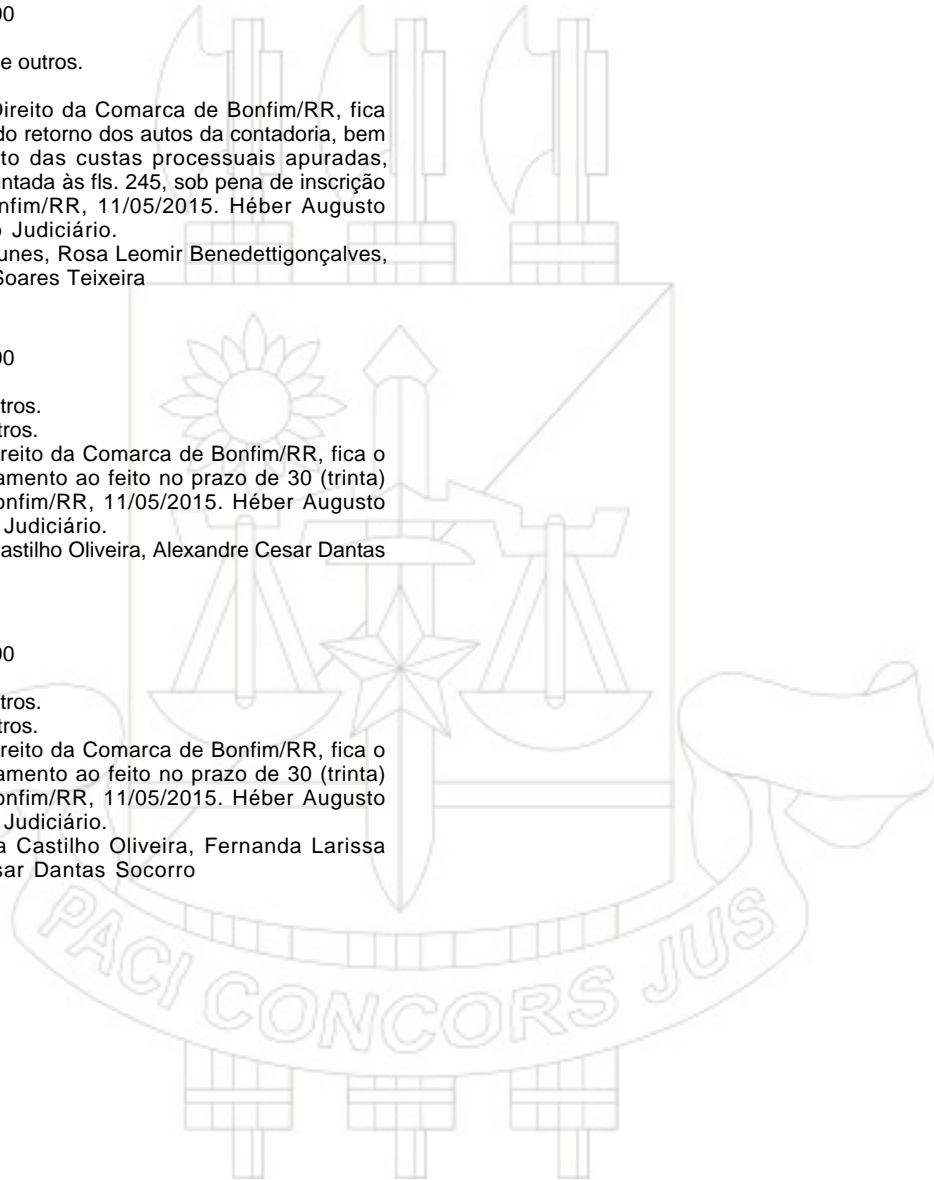 00
e outros.
Direito da Comarca de Bonfim/RR, fica
do retorno dos autos da contadoria, bem
to das custas processuais apuradas,
ntada às fls. 245, sob pena de inscrição
nfim/RR, 11/05/2015. Héber Augusto
o Judiciário.
unes, Rosa Leomir Benedettigonçalves,
Soares Teixeira
00
tros.
tros.
reito da Comarca de Bonfim/RR, fica o
amento ao feito no prazo de 30 (trinta)
onfim/RR, 11/05/2015. Héber Augusto
Judiciário.
astilho Oliveira, Alexandre Cesar Dantas
00
tros.
tros.
reito da Comarca de Bonfim/RR, fica o
amento ao feito no prazo de 30 (trinta)
onfim/RR, 11/05/2015. Héber Augusto
Judiciário.
a Castilho Oliveira, Fernanda Larissa
sar Dantas Socorro
PACI CONCORS JUS